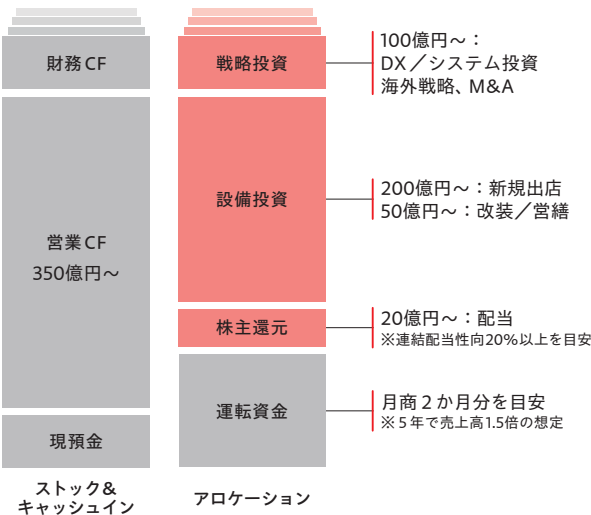 財務CF
営業CF
350億円～
現預金
ストック&
キャッシュイン
戦略投資
設備投資
株主還元
運転資金
アロケーション
100億円～：
DX／システム投資
海外戦略、M&A
200億円～：新規出店
50億円～：改装／営繕
20億円～：配当
※連結配当性向20%以上を目安
月商２か月分を目安
※５年で売上高1.5倍の想定